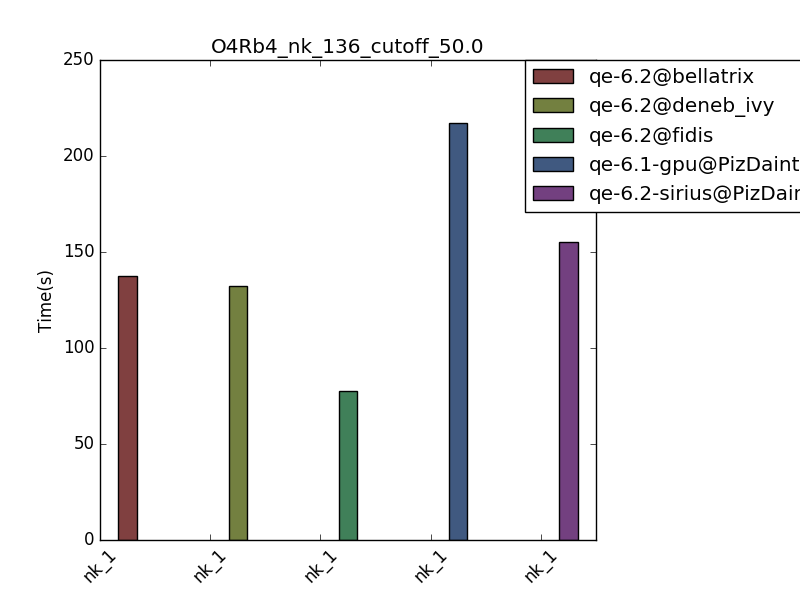 O4Rb4_nk_136_cutoff_50.0
250
200
150
100
50
0
Time(s)
qe-6.2@bellatrix
qe-6.2@deneb_ivy
qe-6.2@fidis
qe-6.1-gpu@PizDaint
qe-6.2-sirius@PizDai
nk_1
nk_1
nk_1
nk_1
nk_1